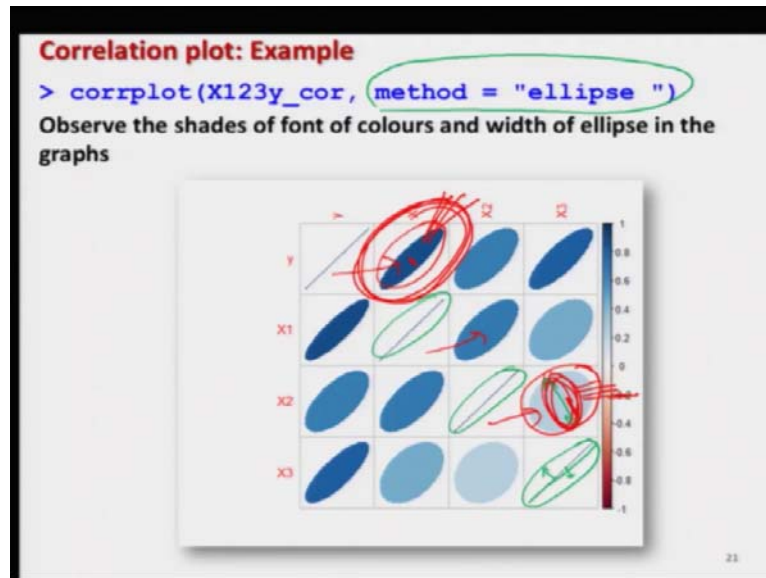 Correlation plot: Example
> corrplot(X123y_cor, method = "ellipse ")
Observe the shades of font of colours and width of ellipse in the
graphs
y
X2
X3
y
X1
X2
X3
1
0.8
0.6
0.4
0.2
0
-0.4
-0.6
-0.8
-1
21